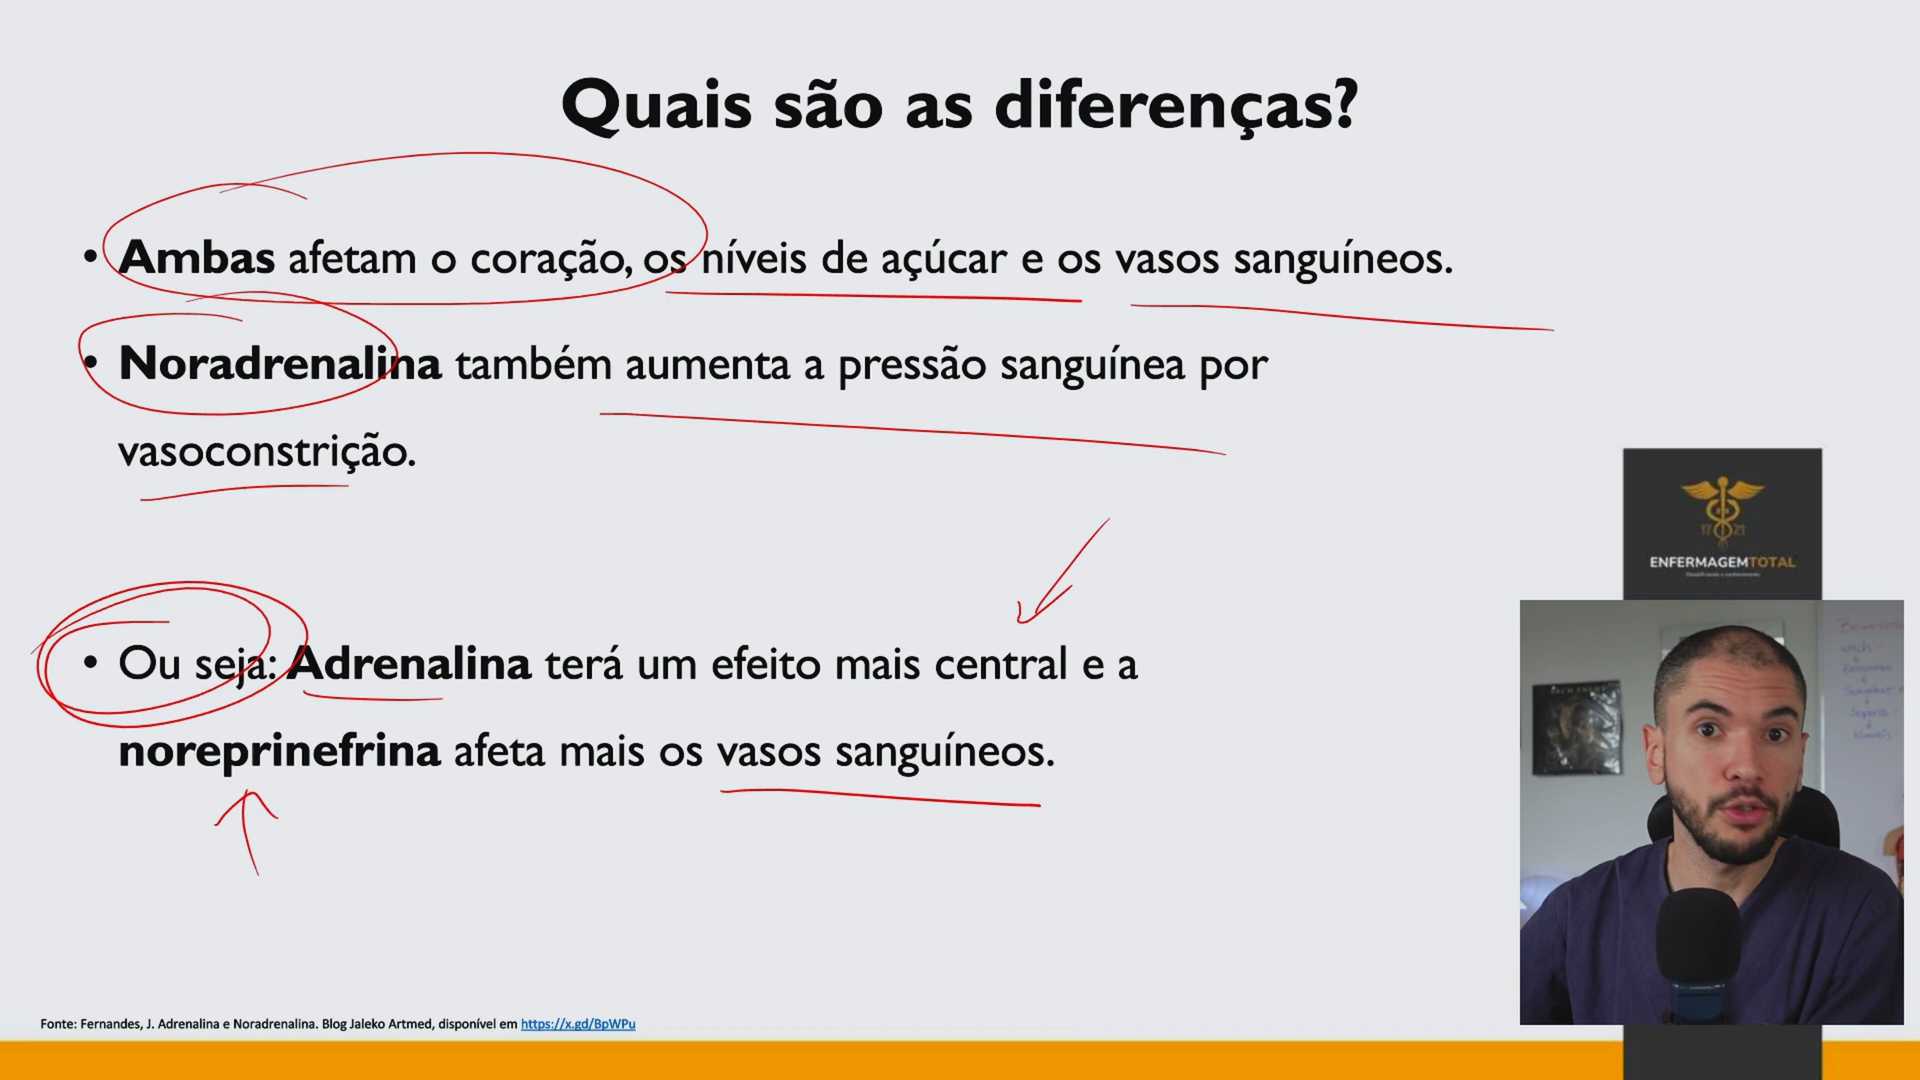 Quais são as diferenças?
• Ambas afetam o coração, os níveis de açúcar e os vasos sanguíneos.
• Noradrenalina também aumenta a pressão sanguínea por
vasoconstrição.
• Ou seja: Adrenalina terá um efeito mais central e a
noreprinefrina afeta mais os vasos sanguíneos.
17 21
ENFERMAGEMTOTAL
Fonte: Fernandes, J. Adrenalina e Noradrenalina. Blog Jaleko Artmed, disponível em https://x.gd/BpWPu